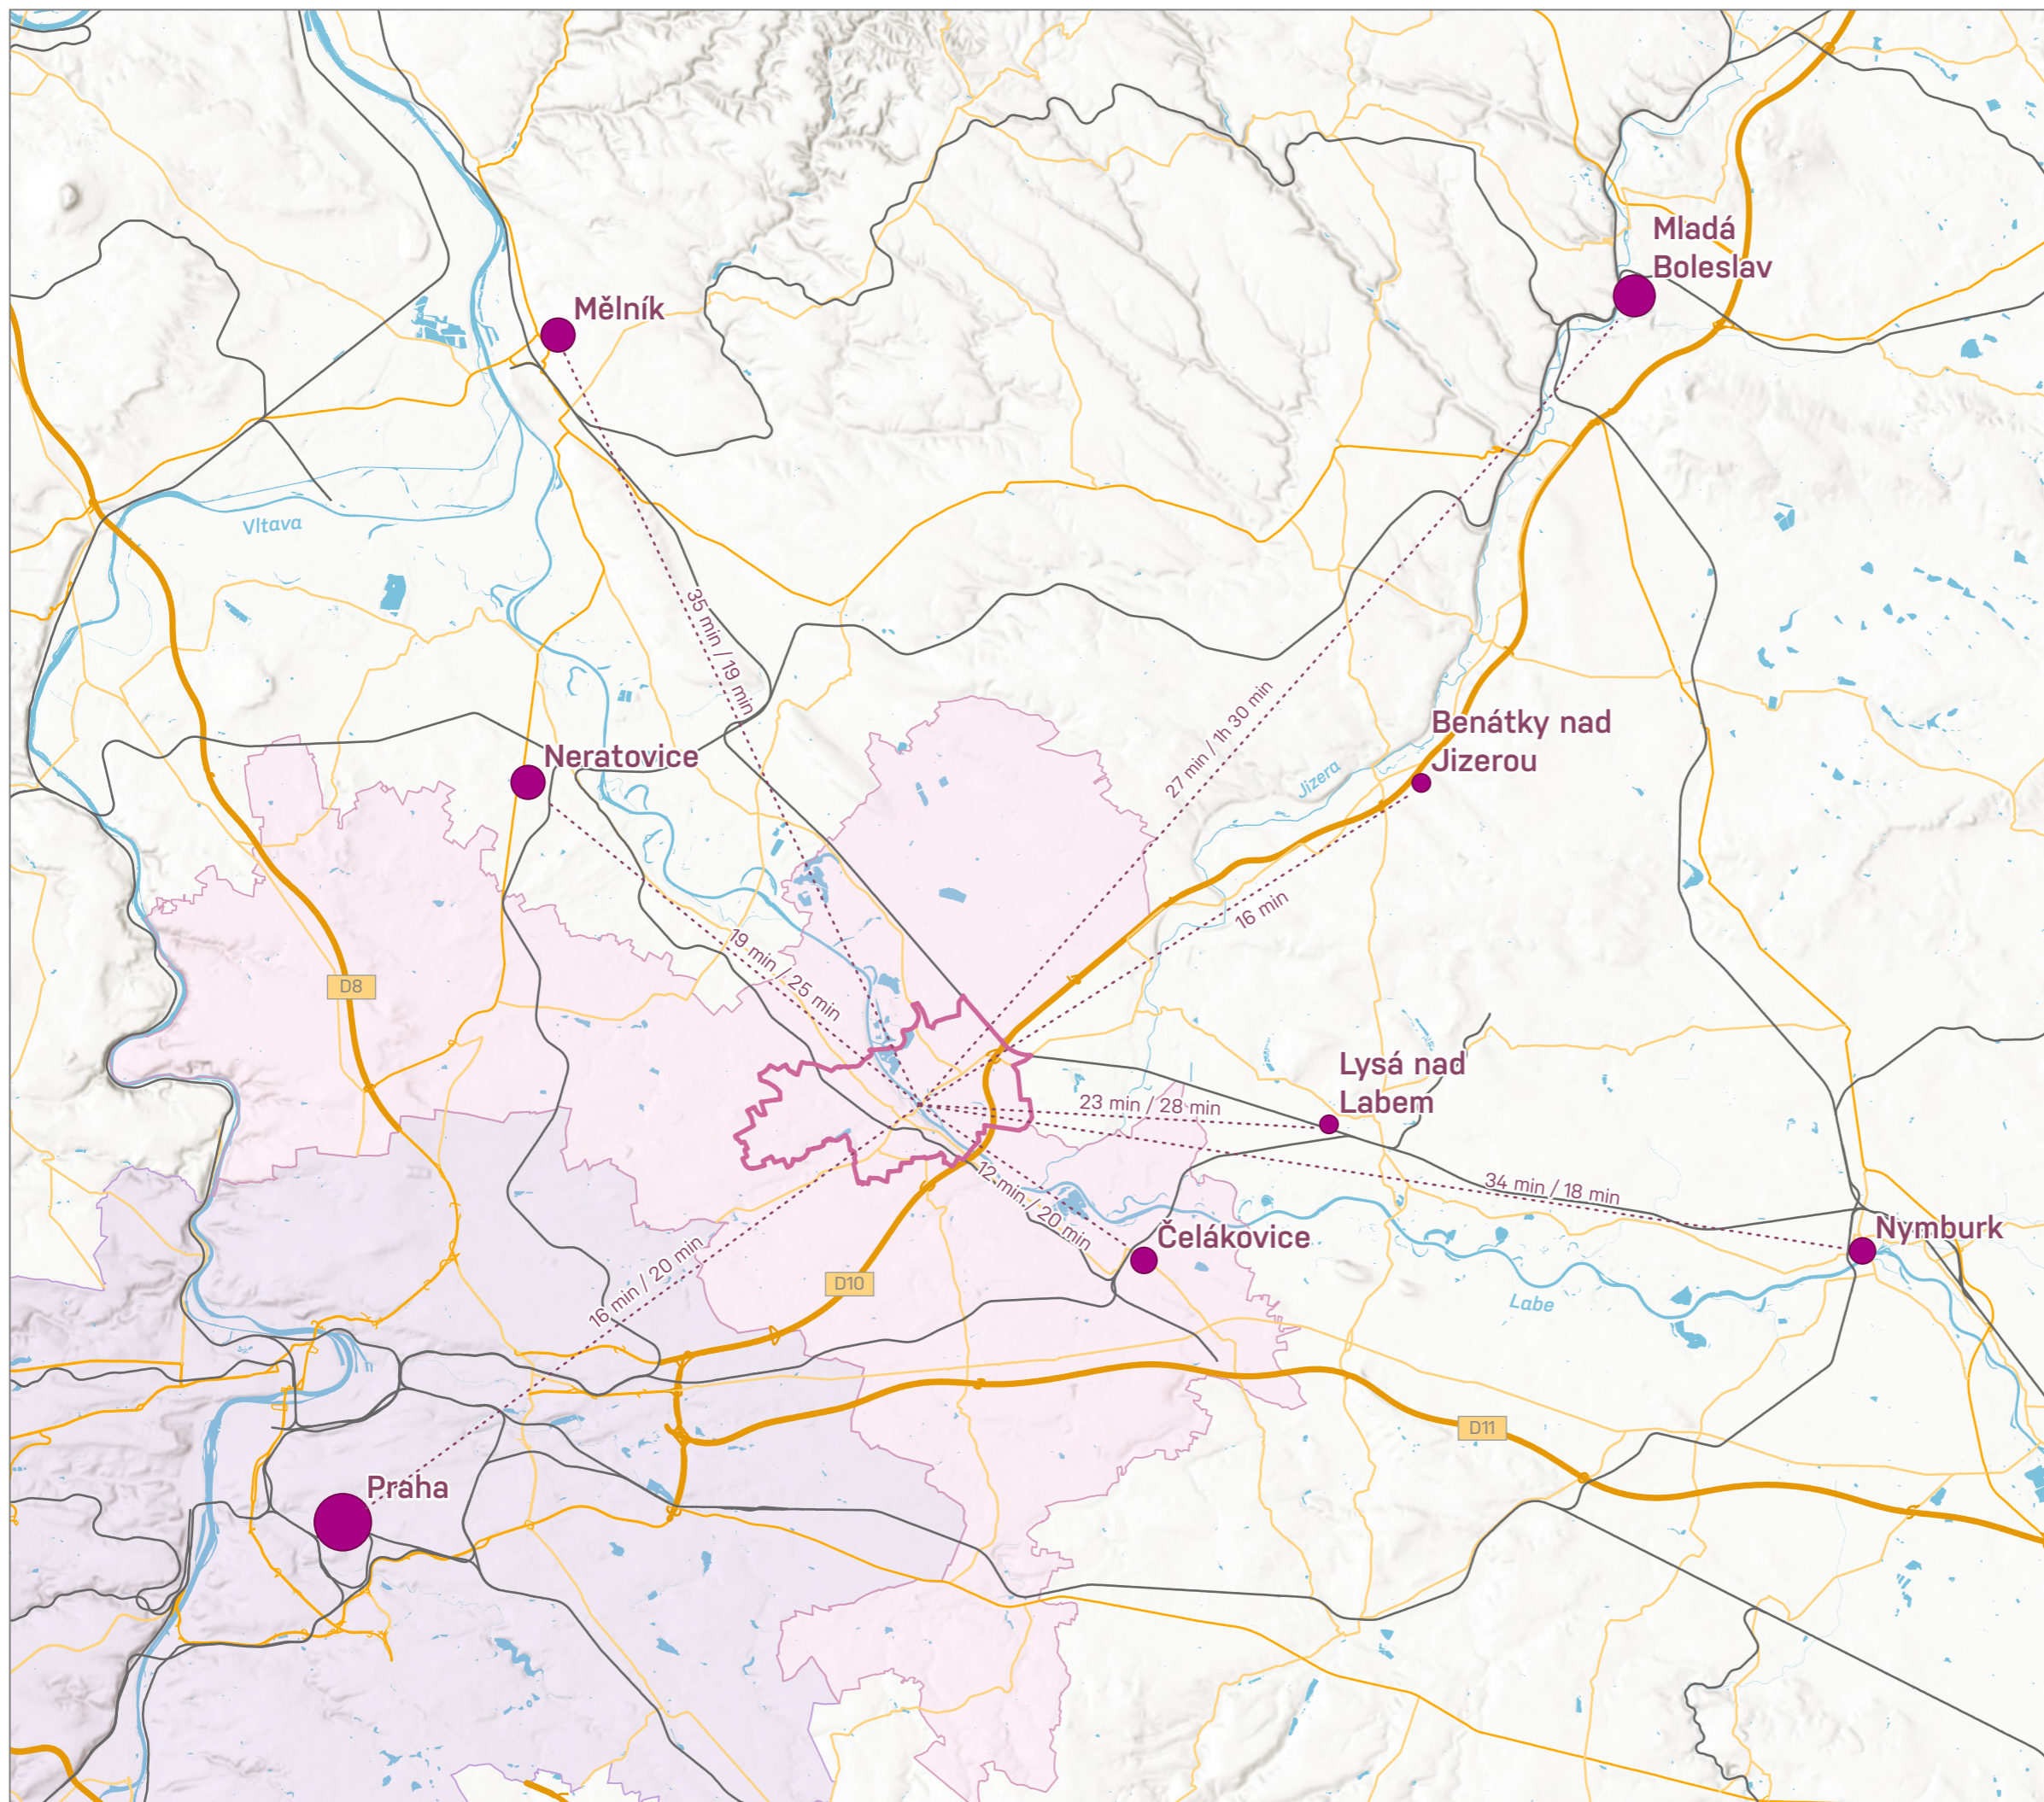 Mladá
Boleslav
Mělník
Vltava
35 min / 19 min
27 min / 1h 30 min
Benátky nad
Jizerou
Neratovice
Jizera
16 min
19 min / 25 min
D8
Lysá nad
Labem
23 min / 28 min
12 min / 20 min
34 min / 18 min
Nymburk
Čelákovice
16 min / 20 min
D10
Labe
D11
Praha